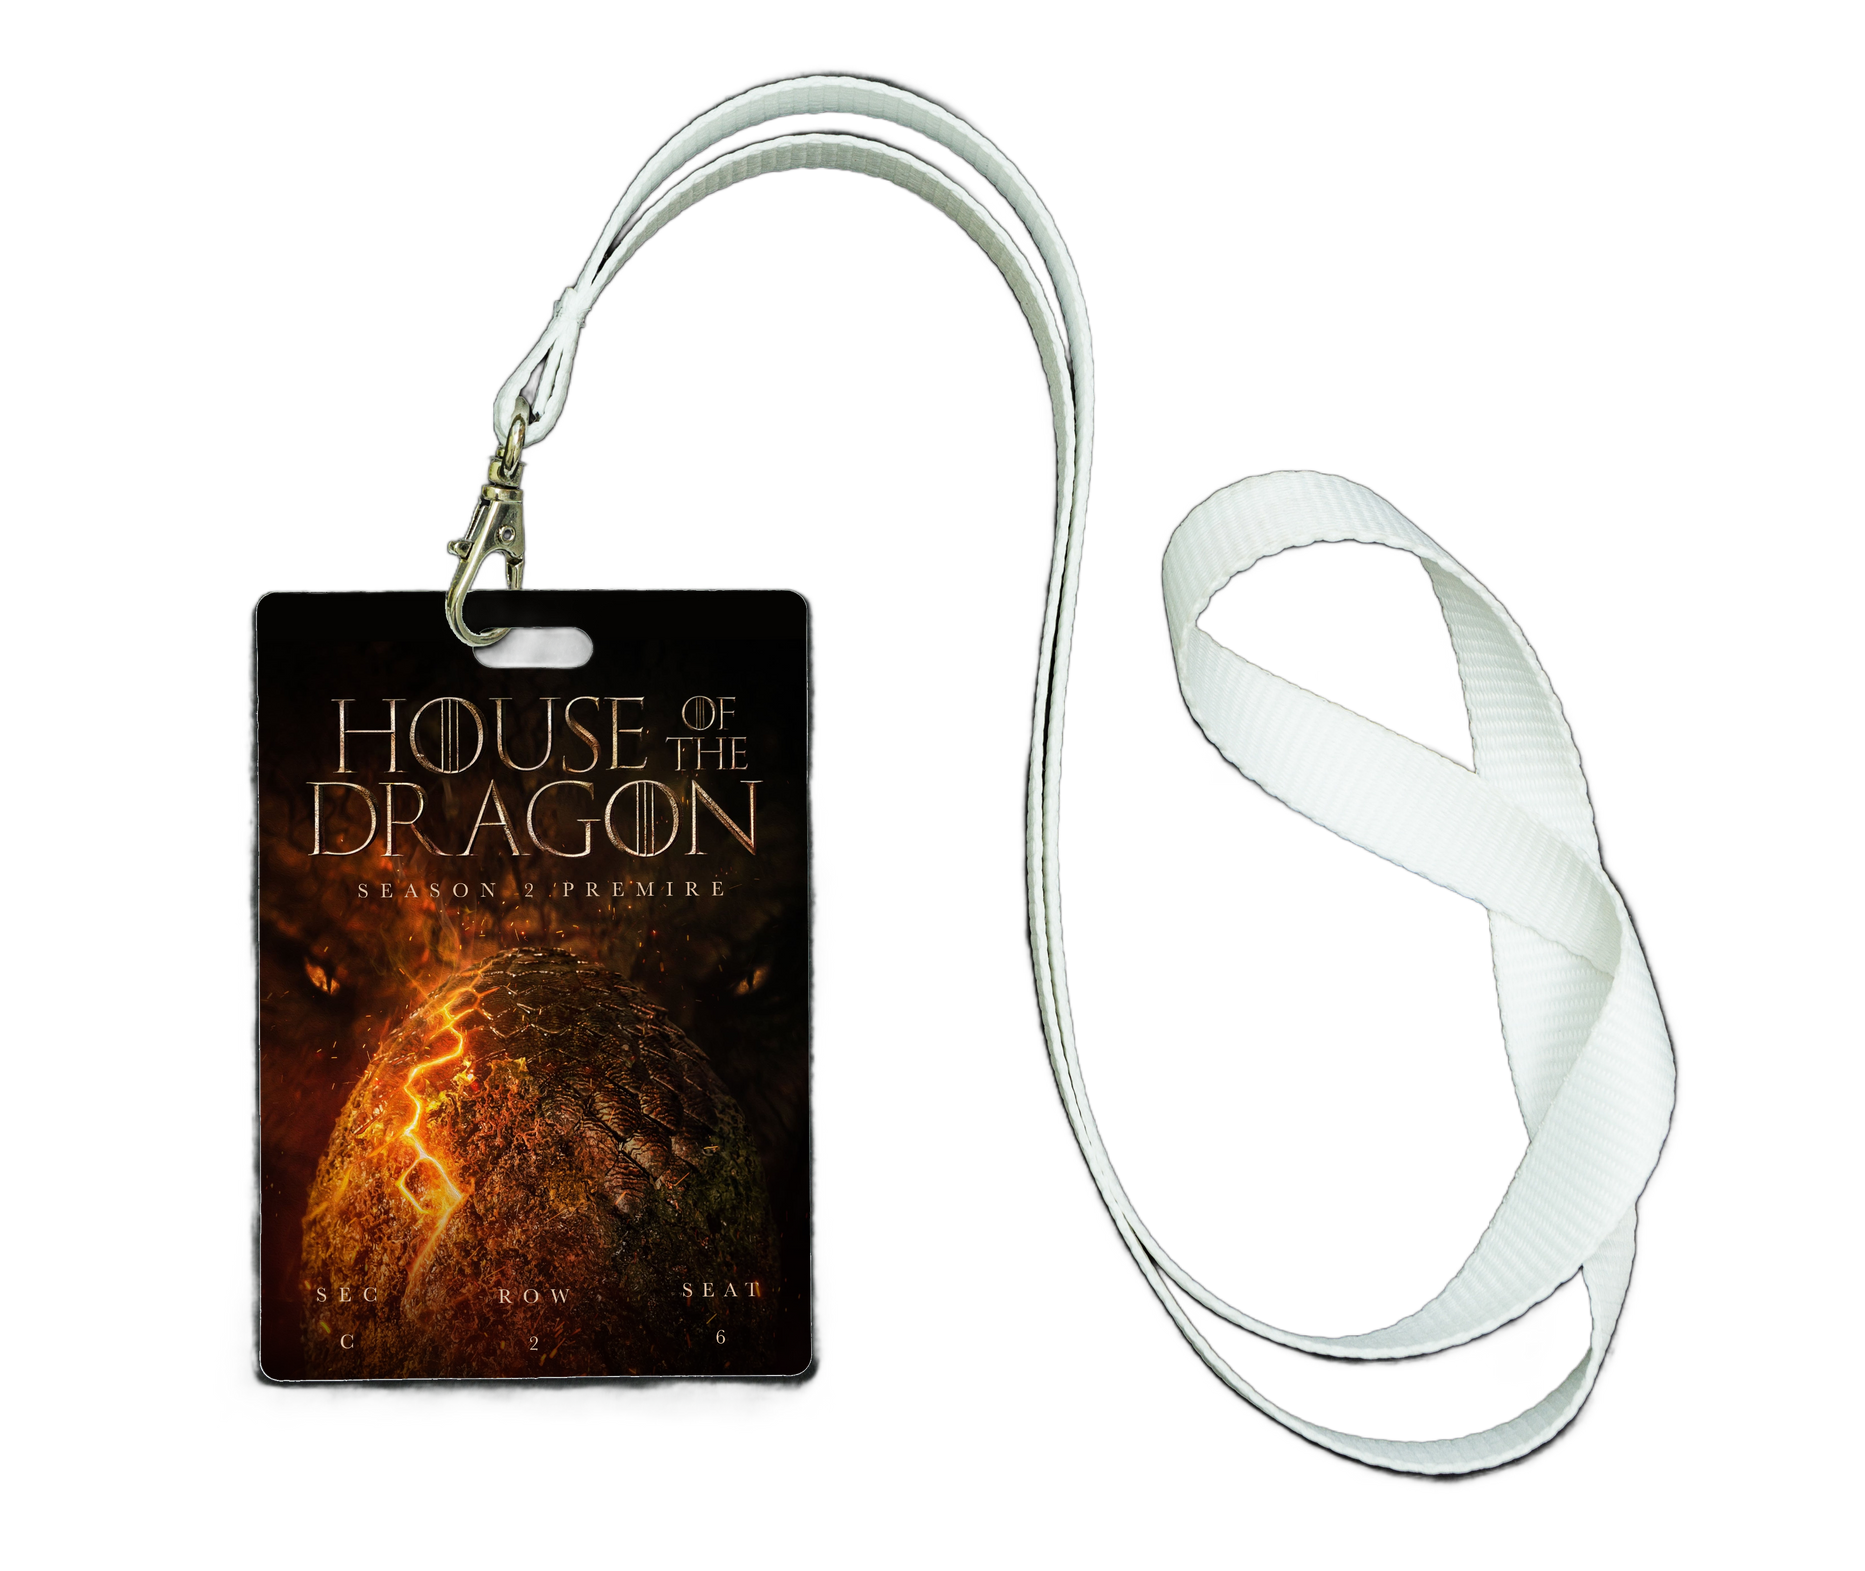 HOUSE OF THE
DRAGON
SEASON 2 PREMIRE
SEC ROW SEAT
C 2 6